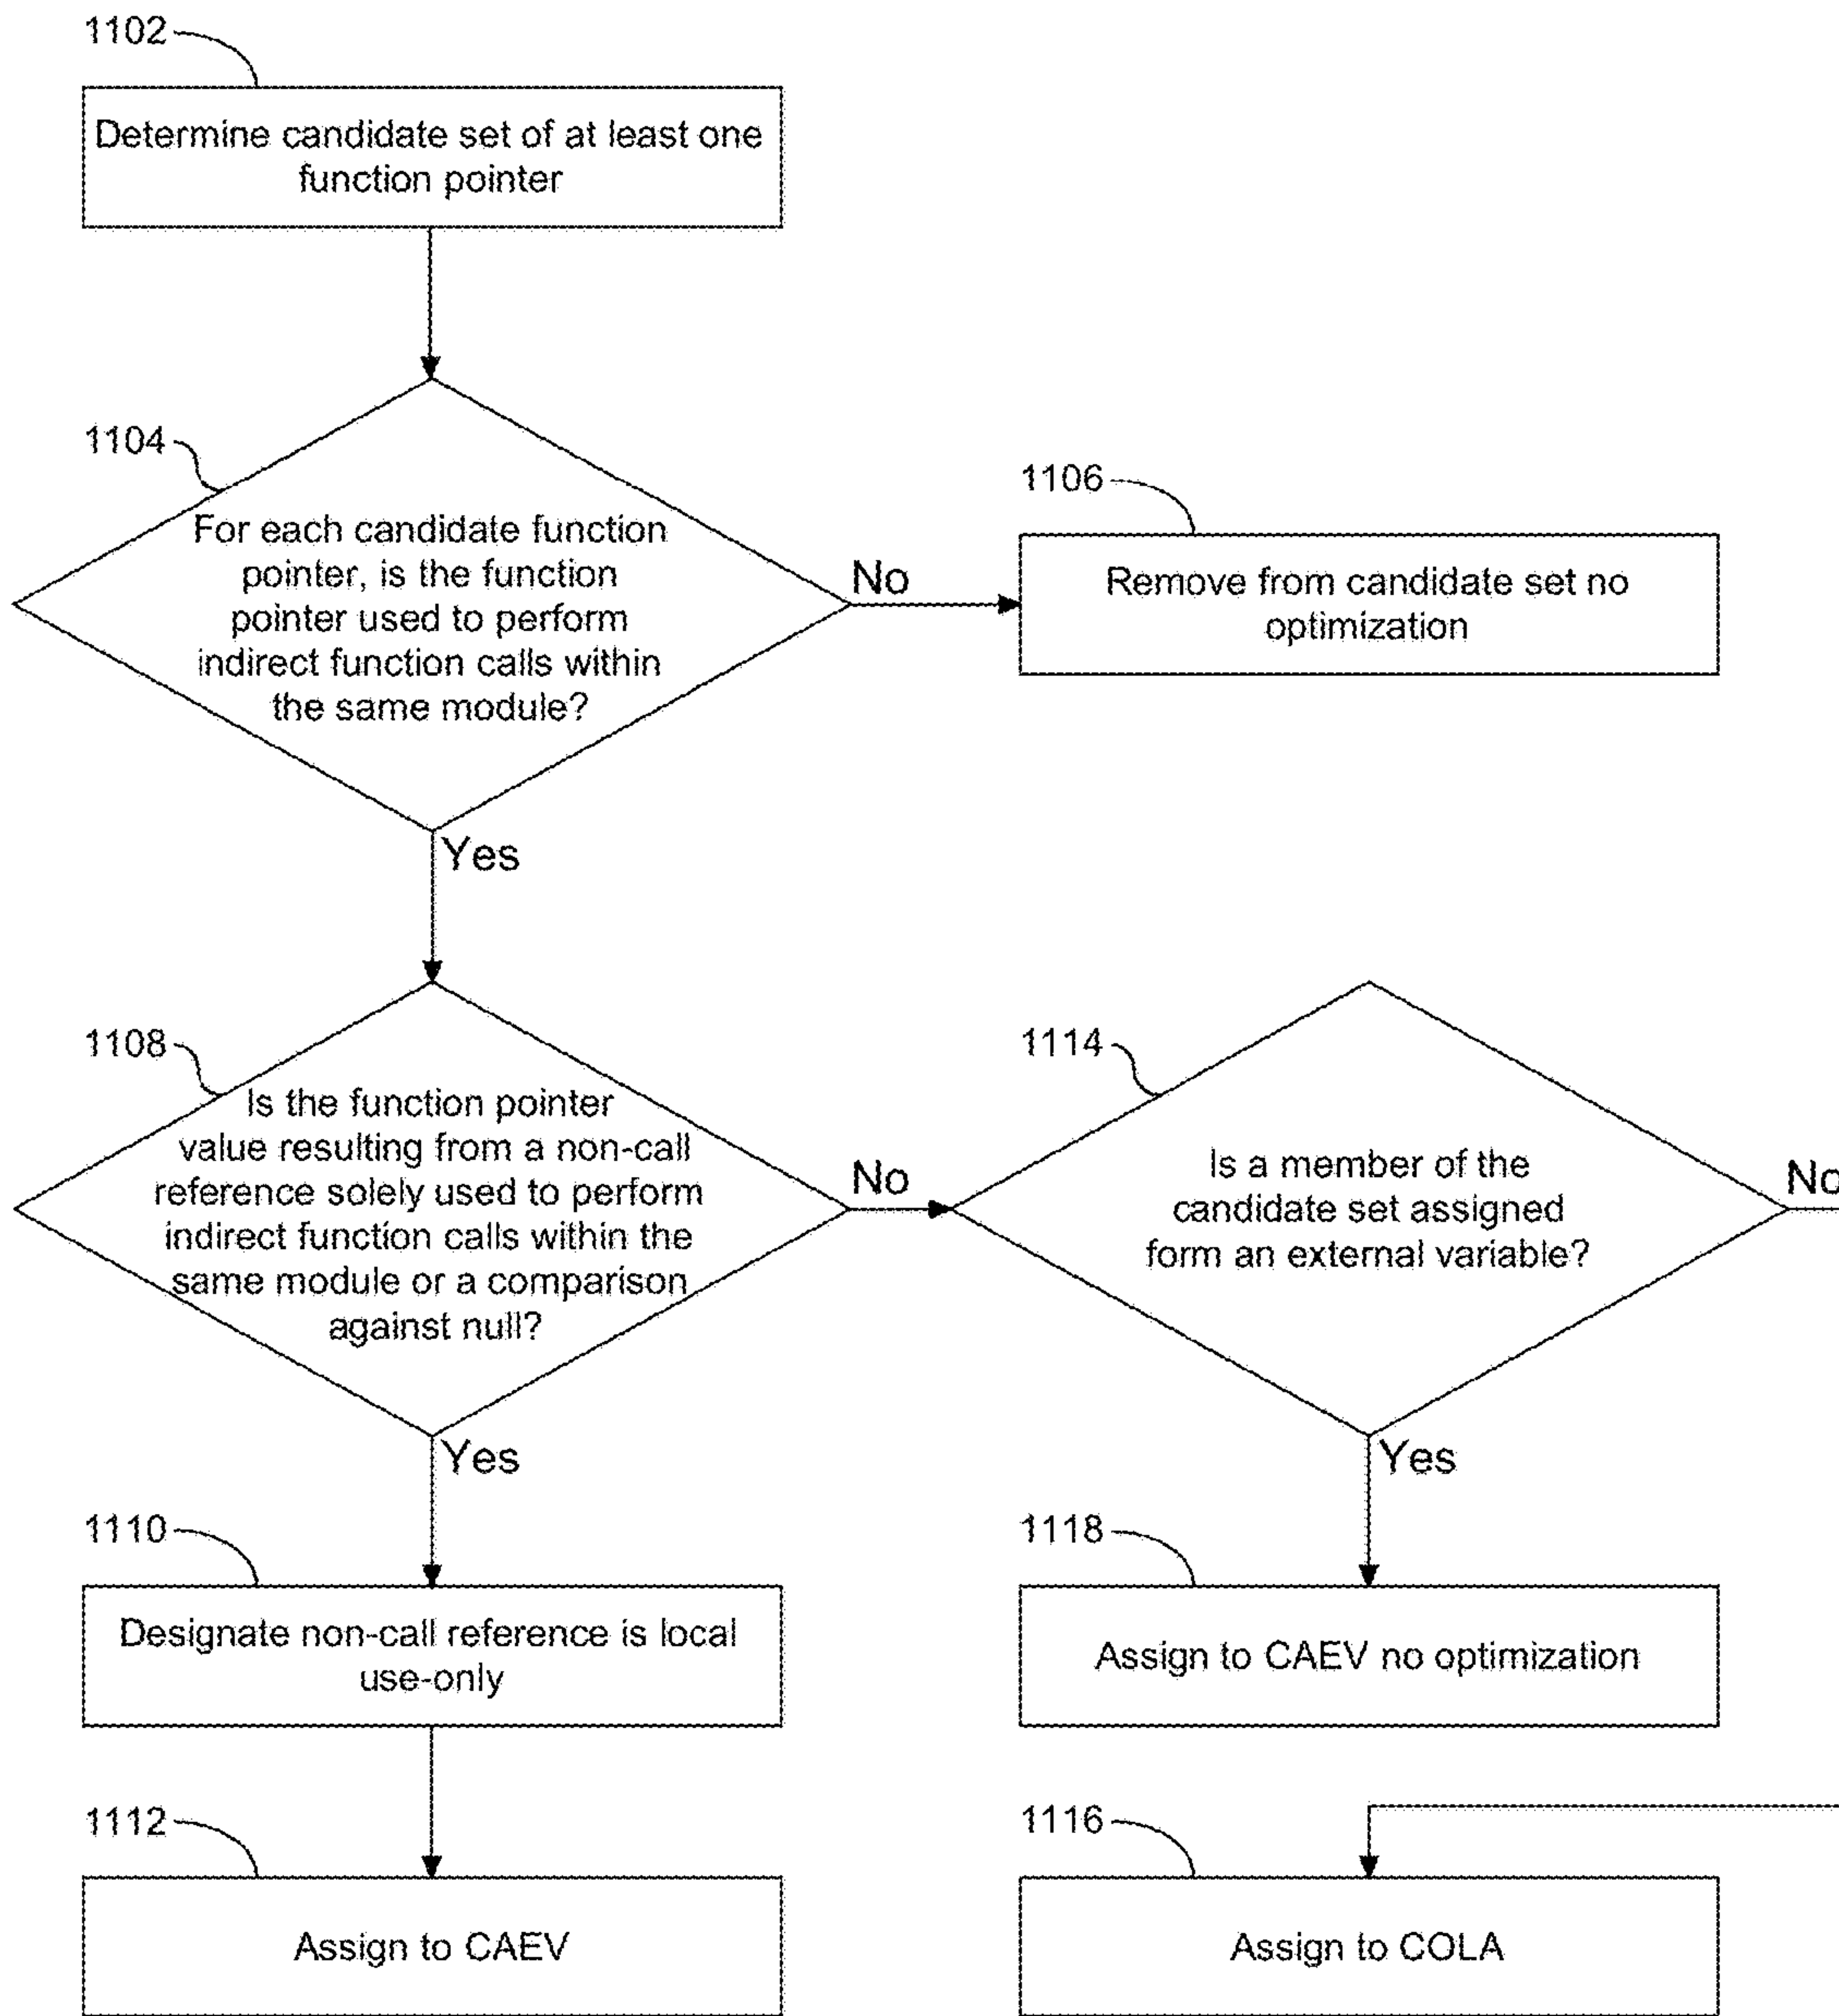 1102
Determine candidate set of at least one
function pointer
1104
For each candidate function
pointer, is the function
pointer used to perform
indirect function calls within
the same module?
No
1106
Remove from candidate set no
optimization
Yes
1108
Is the function pointer
value resulting from a non-call
reference solely used to perform
indirect function calls within the
same module or a comparison
against null?
No
1114
Is a member of the
candidate set assigned
form an external variable?
No
Yes
Yes
1110
Designate non-call reference is local
use-only
1118
Assign to CAEV no optimization
1112
Assign to CAEV
1116
Assign to COLA